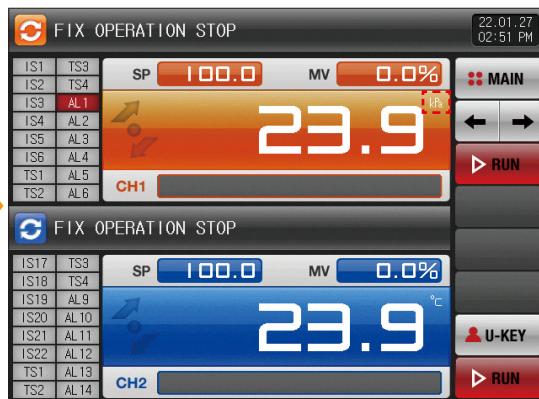 FIX OPERATION STOP
22.01.27
02:51 PM
IS1 TS3
IS2 TS4
IS3 AL1
IS4 AL2
IS5 AL3
IS6 AL4
TS1 AL5
TS2 AL6
SP 100.0 MV 0.0%
kPa
23.9
CH1
MAIN
RUN
FIX OPERATION STOP
IS17 TS3
IS18 TS4
IS19 AL9
IS20 AL10
IS21 AL11
IS22 AL12
TS1 AL13
TS2 AL14
SP 100.0 MV 0.0%
℃
23.9
CH2
U-KEY
RUN